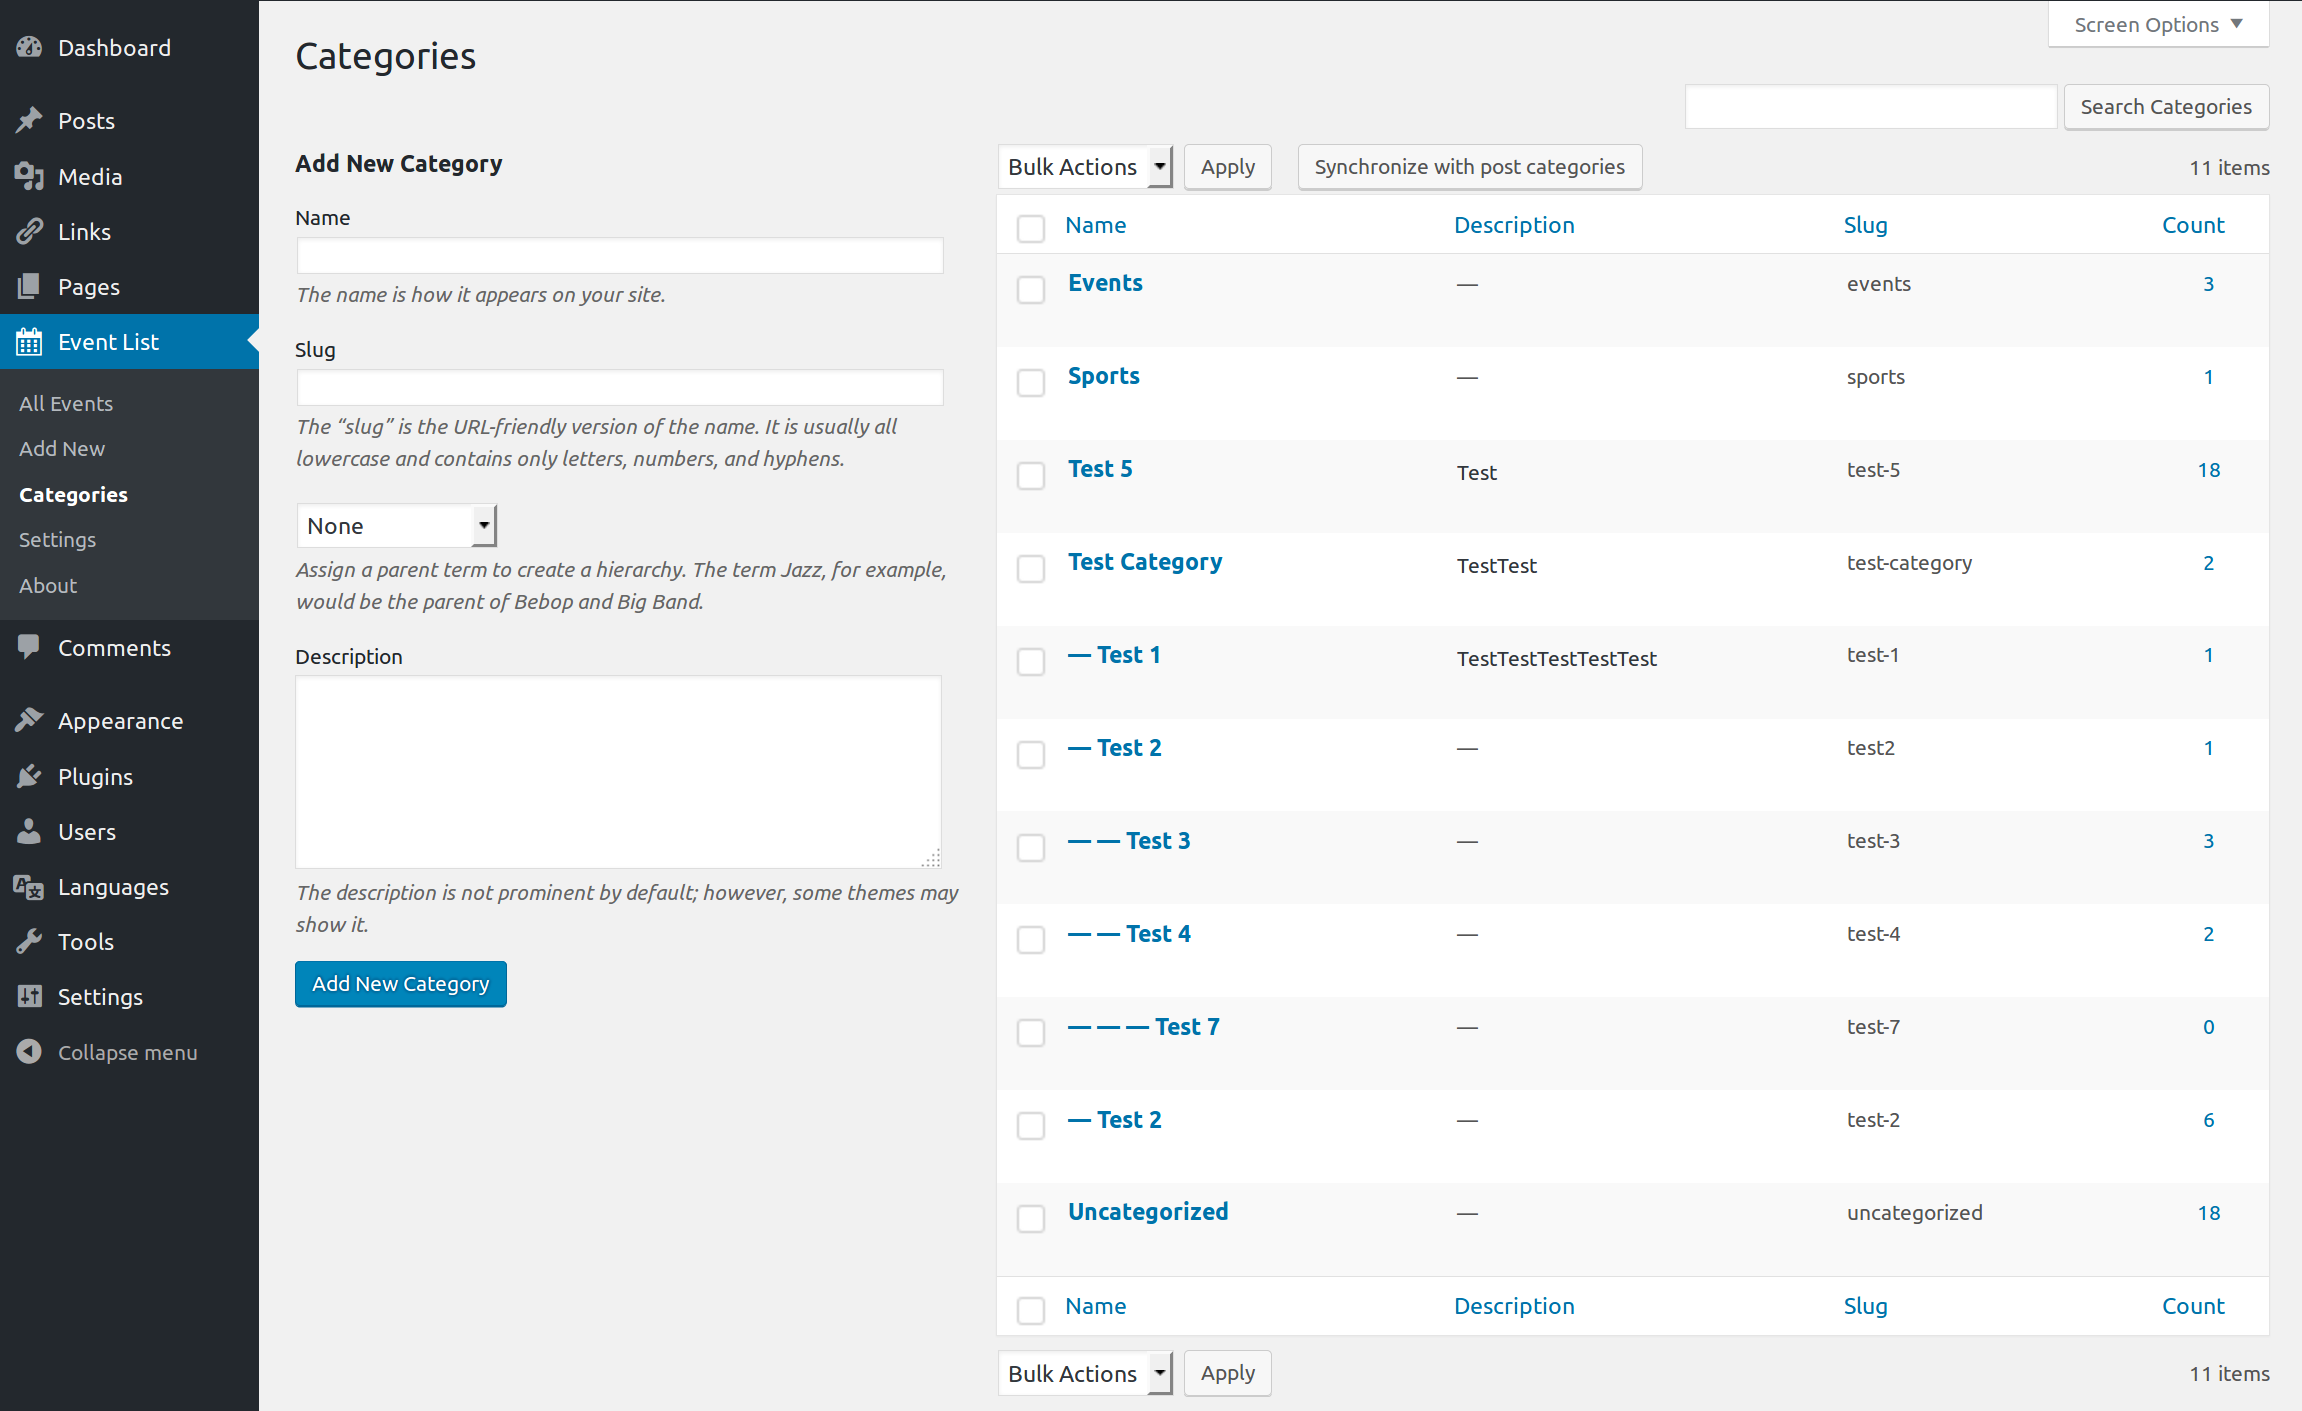 Dashboard
Posts
Media
Links
Pages
Event List
All Events
Add New
Categories
Settings
About
Comments
Appearance
Plugins
Users
Languages
Tools
Settings
Collapse menu
Screen Options
Categories
Search Categories
Add New Category
Name
The name is how it appears on your site.
Slug
The “slug” is the URL-friendly version of the name. It is usually all
lowercase and contains only letters, numbers, and hyphens.
None
Assign a parent term to create a hierarchy. The term Jazz, for example,
would be the parent of Bebop and Big Band.
Description
The description is not prominent by default; however, some themes may
show it.
Add New Category
Bulk Actions Apply Synchronize with post categories 11 items
Name Description Slug Count
Events — events 3
Sports — sports 1
Test 5 Test test-5 18
Test Category TestTest test-category 2
— Test 1 TestTestTestTestTest test-1 1
— Test 2 — test2 1
— — Test 3 — test-3 3
— — Test 4 — test-4 2
— — — Test 7 — test-7 0
— Test 2 — test-2 6
Uncategorized — uncategorized 18
Name Description Slug Count
Bulk Actions Apply 11 items